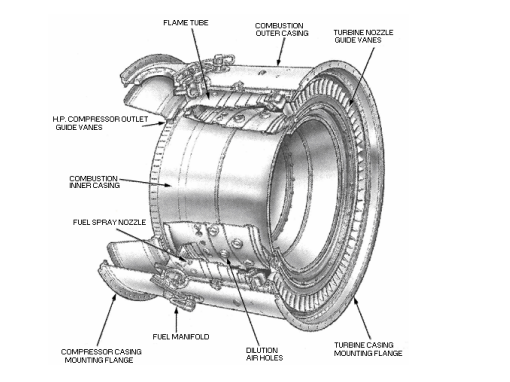 FLAME TUBE
COMBUSTION
OUTER CASING
TURBINE NOZZLE
GUIDE VANES
H.P. COMPRESSOR OUTLET
GUIDE VANES
COMBUSTION
INNER CASING
FUEL SPRAY NOZZLE
FUEL MANIFOLD
COMPRESSOR CASING
MOUNTING FLANGE
DILUTION
AIR HOLES
TURBINE CASING
MOUNTING FLANGE